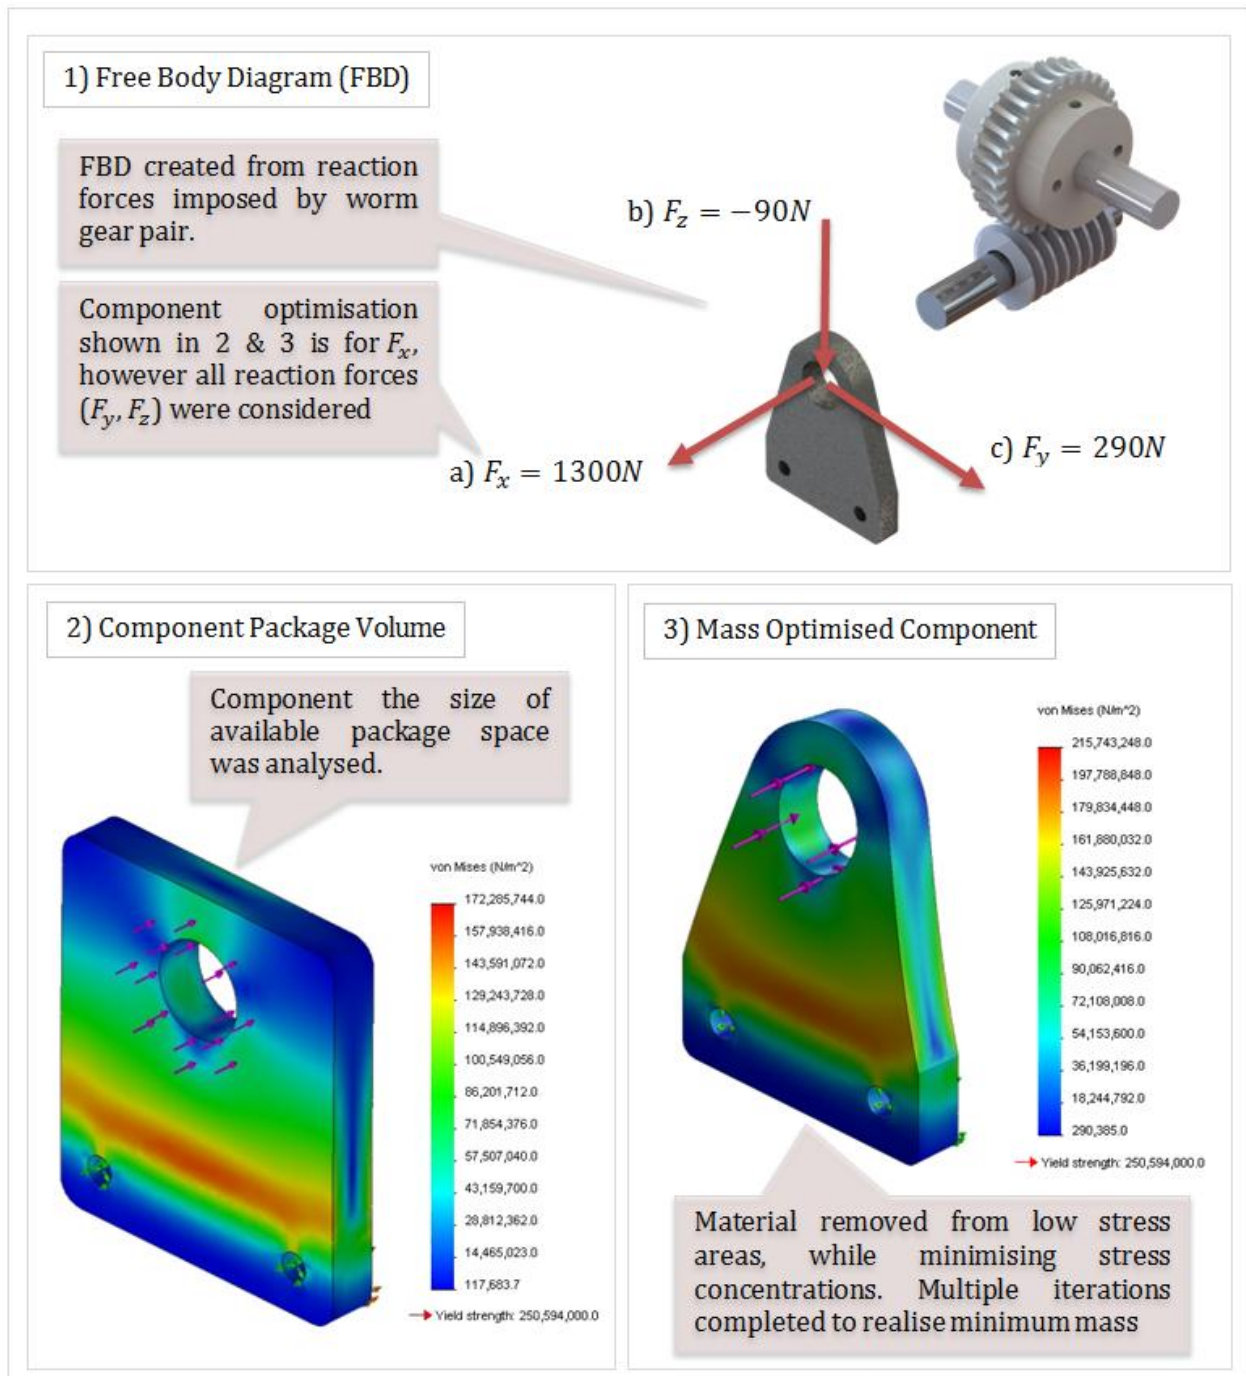 1) Free Body Diagram (FBD)
FBD created from reaction
forces imposed by worm
gear pair.
Component optimisation
shown in 2 & 3 is for Fx,
however all reaction forces
(Fy, Fz) were considered
b) Fz = −90N
a) Fx = 1300N
c) Fy = 290N
2) Component Package Volume
Component the size of
available package space
was analysed.
von Mises (N/m^2)
172,285,744.0
157,938,416.0
143,591,072.0
129,243,728.0
114,896,392.0
100,549,056.0
86,201,712.0
71,854,376.0
57,507,040.0
43,159,700.0
28,812,362.0
14,465,023.0
117,683.7
Yield strength: 250,594,000.0
3) Mass Optimised Component
von Mises (N/m^2)
215,743,248.0
197,788,848.0
179,834,448.0
161,880,032.0
143,925,632.0
125,971,224.0
108,016,816.0
90,062,416.0
72,108,008.0
54,153,600.0
36,199,196.0
18,244,792.0
290,385.0
Yield strength: 250,594,000.0
Material removed from low stress
areas, while minimising stress
concentrations. Multiple iterations
completed to realise minimum mass